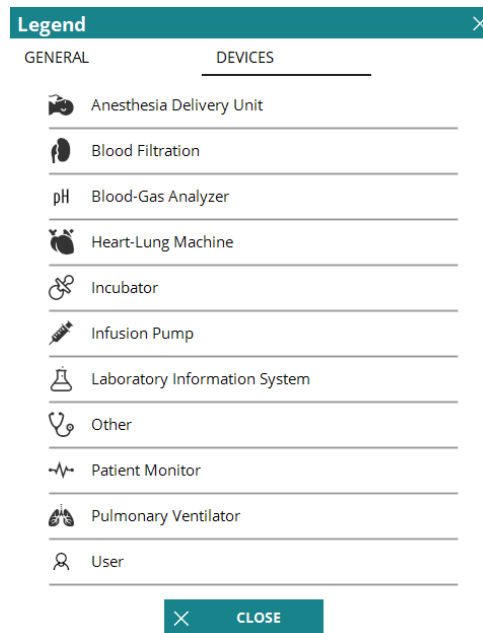 Legend
GENERAL DEVICES
Anesthesia Delivery Unit
Blood Filtration
pH Blood-Gas Analyzer
Heart-Lung Machine
Incubator
Infusion Pump
Laboratory Information System
Other
Patient Monitor
Pulmonary Ventilator
User
CLOSE